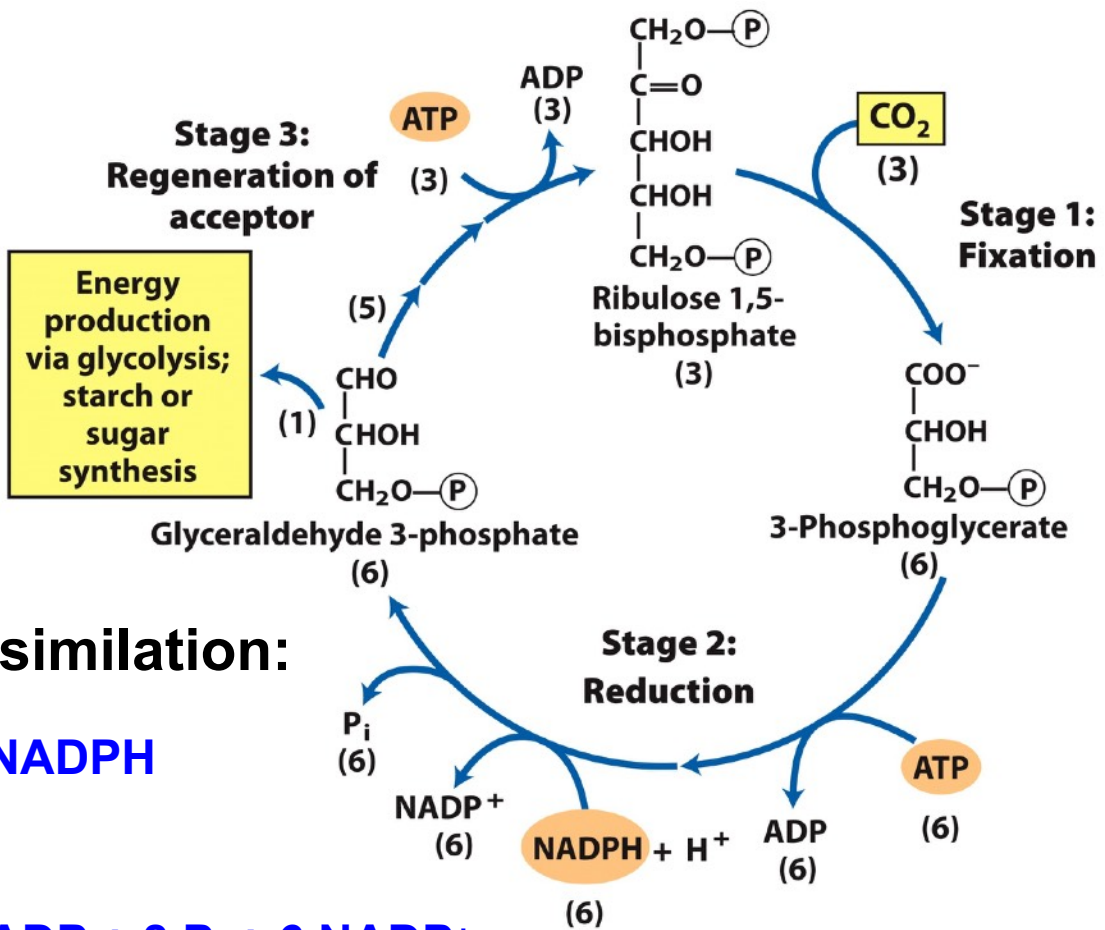 CH₂O—P
C=O
CHOH
CHOH
CH₂O—P
Ribulose 1,5-
bisphosphate
(3)
CO₂
(3)
Stage 1:
Fixation
COO⁻
CHOH
CH₂O—P
3-Phosphoglycerate
(6)
Stage 2:
Reduction
ATP
(6)
ADP
(6)
NADPH + H⁺
(6)
NADP⁺
(6)
Pᵢ
(6)
CHO
CHOH
CH₂O—P
Glyceraldehyde 3-phosphate
(6)
(1)
Energy
production
via glycolysis;
starch or
sugar
synthesis
(5)
Stage 3:
Regeneration of
acceptor
ATP
(3)
ADP
(3)
similation:
NADPH